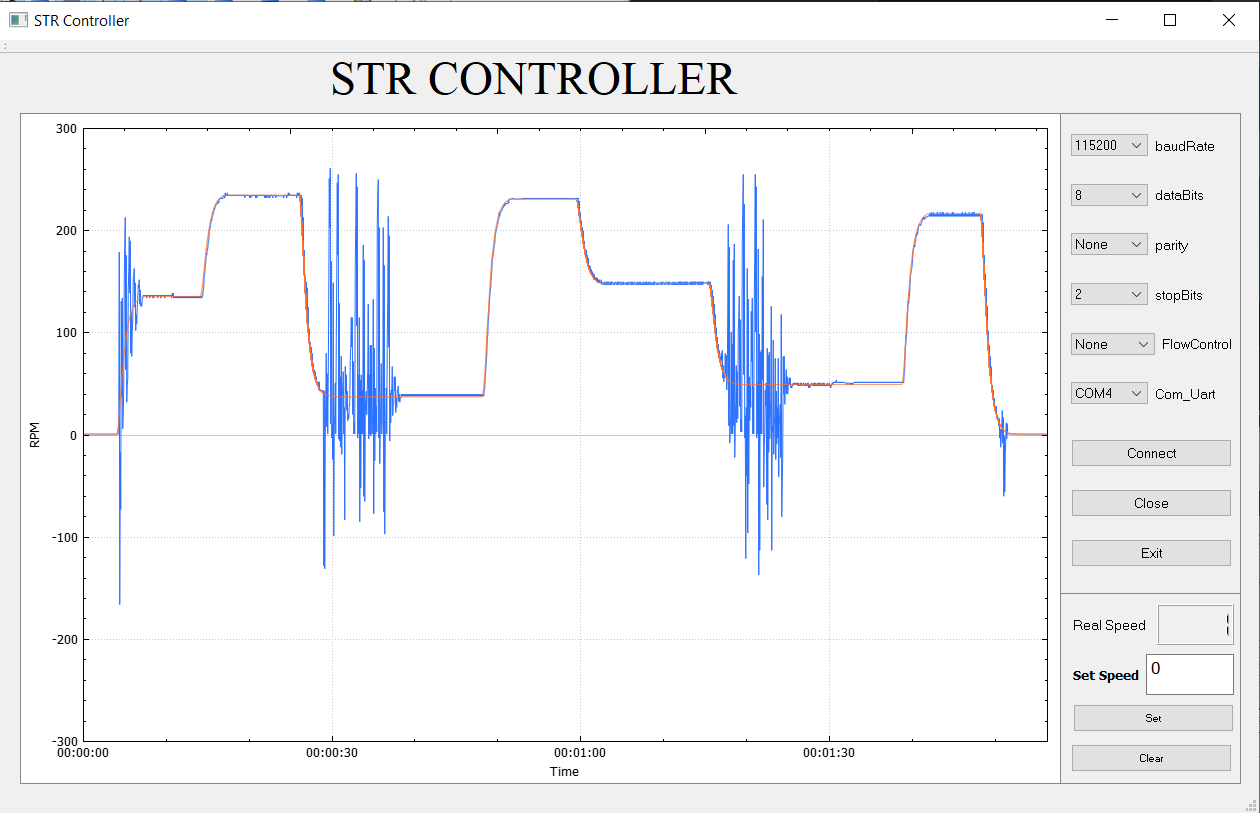 STR Controller
STR CONTROLLER
300
200
100
0
-100
-200
-300
RPM
00:00:00
00:00:30
00:01:00
00:01:30
Time
115200 baudRate
8 dataBits
None parity
2 stopBits
None FlowControl
COM4 Com_Uart
Connect
Close
Exit
Real Speed
Set Speed 0
Set
Clear